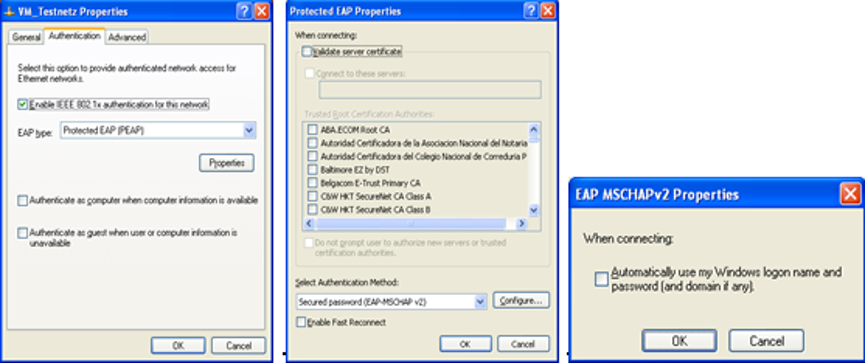 VM_Testnetz Properties
General Authentication Advanced
Select this option to provide authenticated network access for
Ethernet networks.
Enable IEEE 802.1x authentication for this network
EAP type: Protected EAP (PEAP)
Properties
Authenticate as computer when computer information is available
Authenticate as guest when user or computer information is
unavailable
OK Cancel
Protected EAP Properties
When connecting:
Validate server certificate
Connect to these servers:
Trusted Root Certification Authorities:
ABA.ECOM Root CA
Autoridad Certificadora de la Asociacion Nacional del Notaria
Autoridad Certificadora del Colegio Nacional de Correduria P
Baltimore EZ by DST
Belgacom E-Trust Primary CA
C&W HKT SecureNet CA Class A
C&W HKT SecureNet CA Class B
Do not prompt user to authorize new servers or trusted
certification authorities.
Select Authentication Method:
Secured password (EAP-MSCHAP v2) Configure...
Enable Fast Reconnect
OK Cancel
EAP MSCHAPv2 Properties
When connecting:
Automatically use my Windows logon name and
password (and domain if any).
OK Cancel